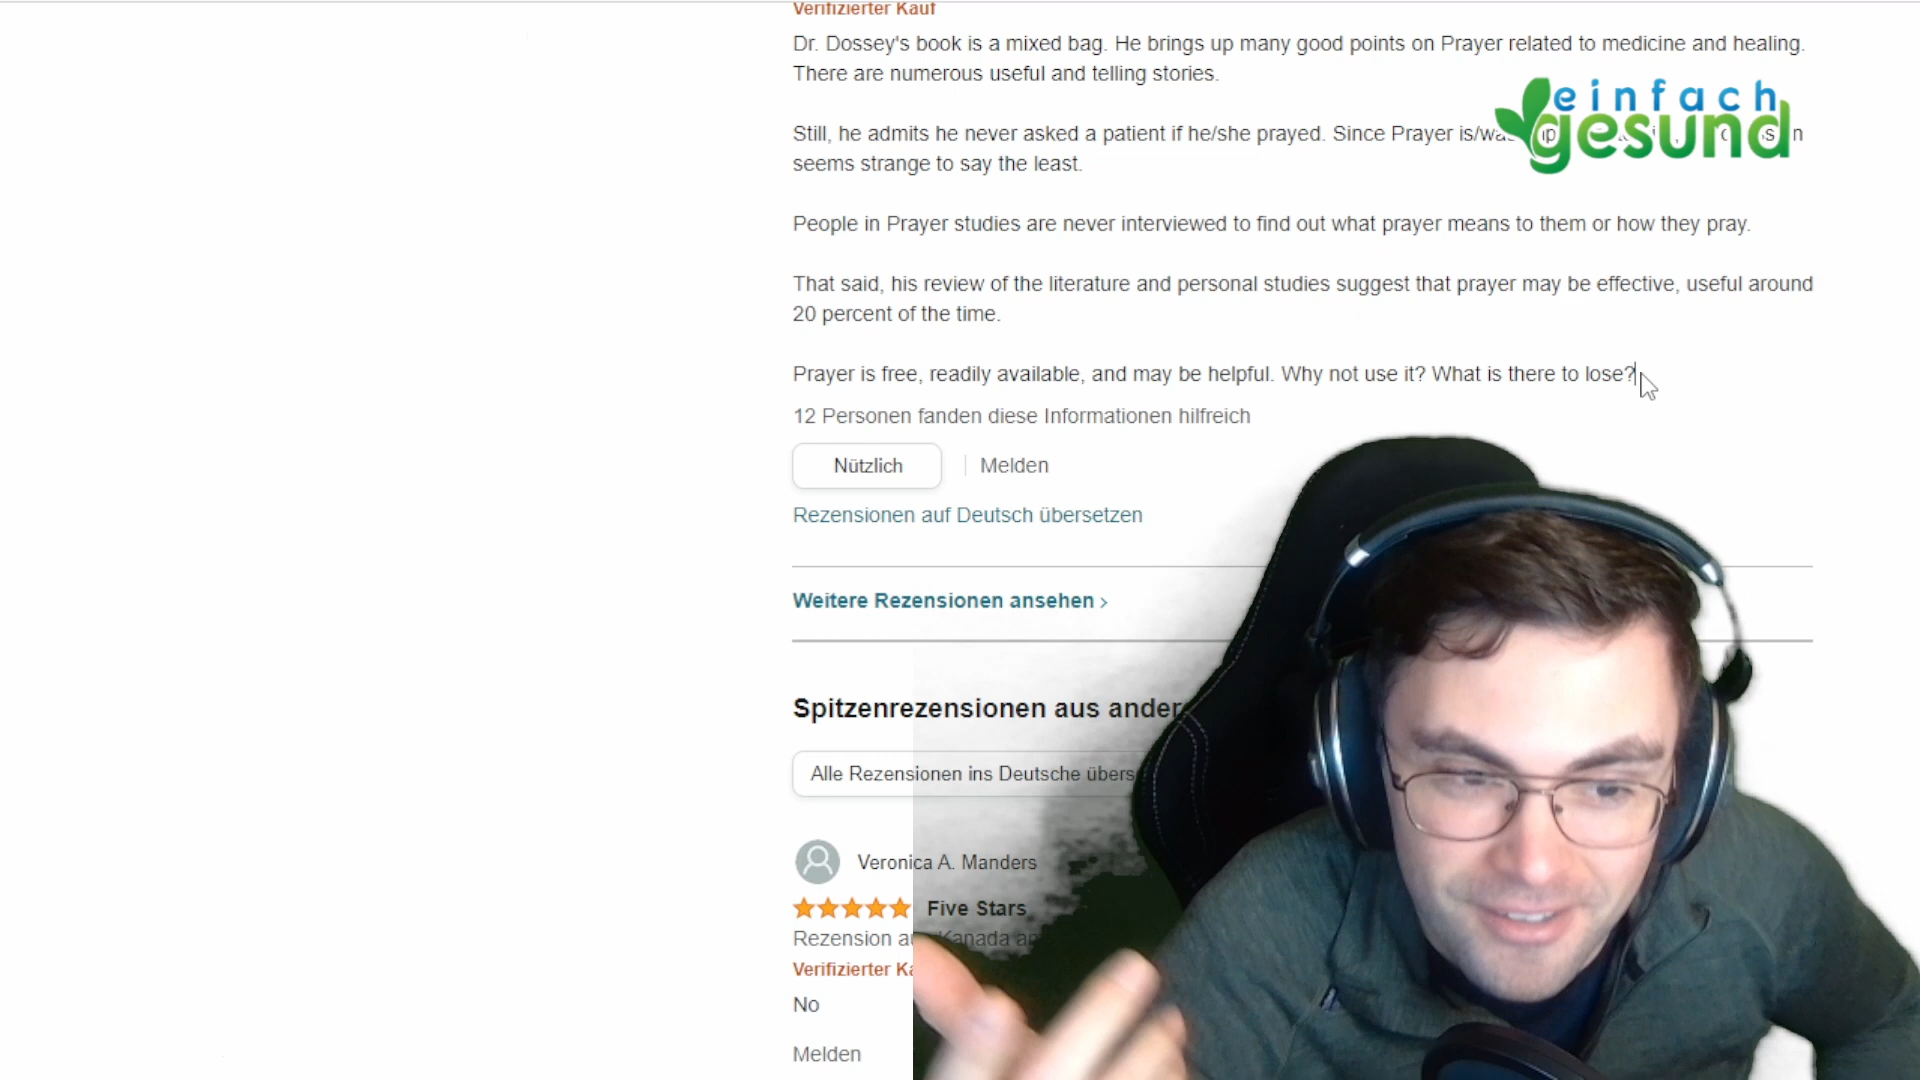 Verifizierter Kauf
Dr. Dossey's book is a mixed bag. He brings up many good points on Prayer related to medicine and healing.
There are numerous useful and telling stories.
einfach
gesund
Still, he admits he never asked a patient if he/she prayed. Since Prayer
seems strange to say the least.
People in Prayer studies are never interviewed to find out what prayer means to them or how they pray.
That said, his review of the literature and personal studies suggest that prayer may be effective, useful around
20 percent of the time.
Prayer is free, readily available, and may be helpful. Why not use it? What is there to lose?
12 Personen fanden diese Informationen hilfreich
Nützlich
Melden
Rezensionen auf Deutsch übersetzen
Weitere Rezensionen ansehen ›
Spitzenrezensionen aus
Alle Rezensionen ins Deutsche
Veronica A. Manders
Five Stars
Rezension
Kanada
Verifizierter
No
Melden